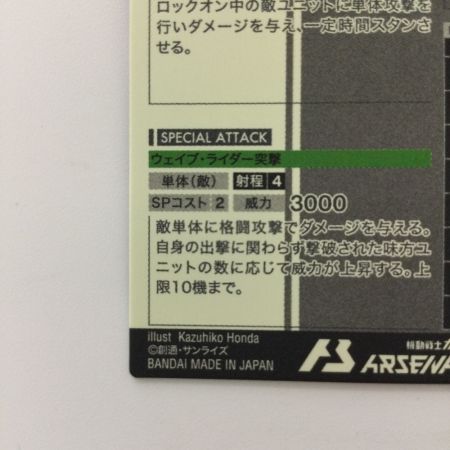 ロックオン中の敵ユニットに単体攻撃を
行いダメージを与え、一定時間スタンさ
せる。
SPECIAL ATTACK
ウェイブ・ライダー突撃
単体(敵) 射程 4
SPコスト 2 威力 3000
敵単体に格闘攻撃でダメージを与える。
自身の出撃に関わらず撃破された味方ユ
ニットの数に応じて威力が上昇する。上
限10機まで。
illust Kazuhiko Honda
©創通・サンライズ
BANDAI MADE IN JAPAN
機動戦士
ARSENA